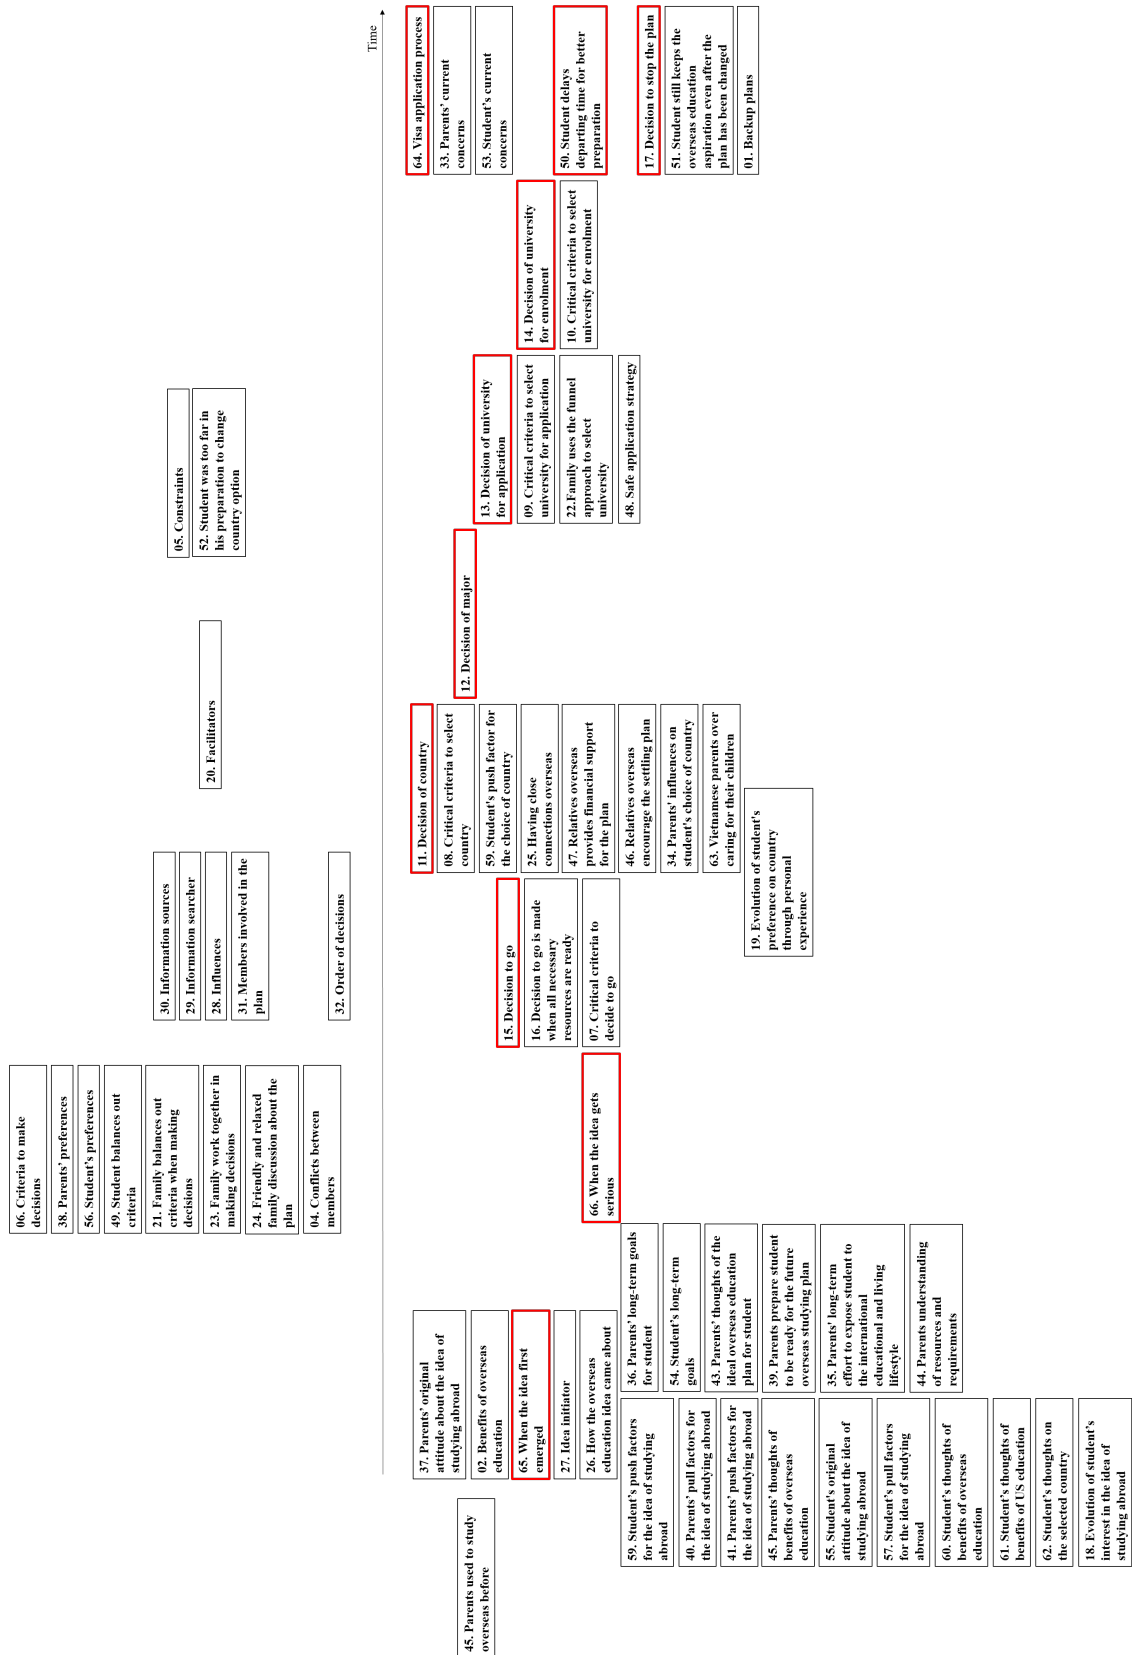 06. Criteria to make
decisions
38. Parents' preferences
56. Student's preferences
49. Student balances out
criteria
21. Family balances out
criteria when making
decisions
23. Family work together in
making decisions
24. Friendly and relaxed
family discussion about the
plan
04. Conflicts between
members
30. Information sources
29. Information searcher
28. Influences
31. Members involved in the
plan
32. Order of decisions
20. Facilitators
05. Constraints
52. Student was too far in
his preparation to change
country option
Time
45. Parents used to study
overseas before
37. Parents' original
attitude about the idea of
studying abroad
02. Benefits of overseas
education
65. When the idea first
emerged
27. Idea initiator
26. How the overseas
education idea came about
59. Student's push factors
for the idea of studying
abroad
40. Parents' pull factors for
the idea of studying abroad
41. Parents' push factors for
the idea of studying abroad
45. Parents' thoughts of
benefits of overseas
education
55. Student's original
attitude about the idea of
studying abroad
57. Student's pull factors
for the idea of studying
abroad
60. Student's thoughts of
benefits of overseas
education
61. Student's thoughts of
benefits of US education
62. Student's thoughts on
the selected country
18. Evolution of student's
interest in the idea of
studying abroad
36. Parents' long-term goals
for student
54. Student's long-term
goals
43. Parents' thoughts of the
ideal overseas education
plan for student
39. Parents prepare student
to be ready for the future
overseas studying plan
35. Parents' long-term
effort to expose student to
the international
educational and living
lifestyle
44. Parents understanding
of resources and
requirements
66. When the idea gets
serious
15. Decision to go
16. Decision to go is made
when all necessary
resources are ready
07. Critical criteria to
decide to go
11. Decision of country
08. Critical criteria to select
country
59. Student's push factor for
the choice of country
25. Having close
connections overseas
47. Relatives overseas
provides financial support
for the plan
46. Relatives overseas
encourage the settling plan
34. Parents' influences on
student's choice of country
63. Vietnamese parents over
caring for their children
19. Evolution of student's
preference on country
through personal
experience
12. Decision of major
13. Decision of university
for application
09. Critical criteria to select
university for application
22.Family uses the funnel
approach to select
university
48. Safe application strategy
14. Decision of university
for enrolment
10. Critical criteria to select
university for enrolment
64. Visa application process
33. Parents' current
concerns
53. Student's current
concerns
50. Student delays
departing time for better
preparation
17. Decision to stop the plan
51. Student still keeps the
overseas education
aspiration even after the
plan has been changed
01. Backup plans